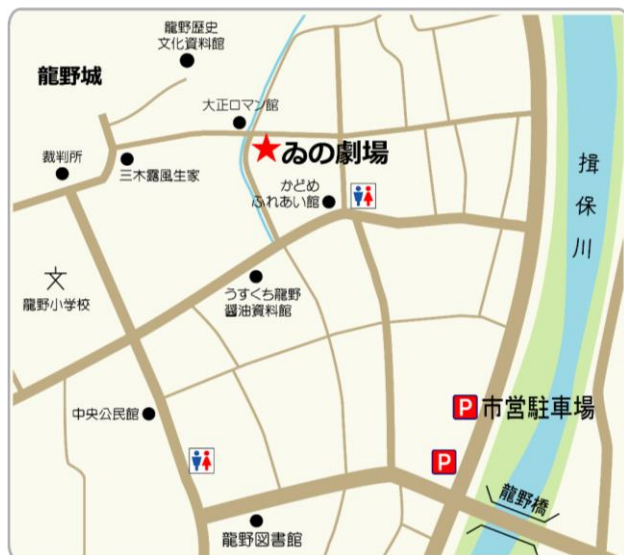 龍野歴史
文化資料館
龍野城
大正ロマン館
ゐの劇場
裁判所
三木露風生家
かどめ
ふれあい館
揖保川
文
龍野小学校
うすくち龍野
醤油資料館
中央公民館
P 市営駐車場
P
龍野橋
龍野図書館